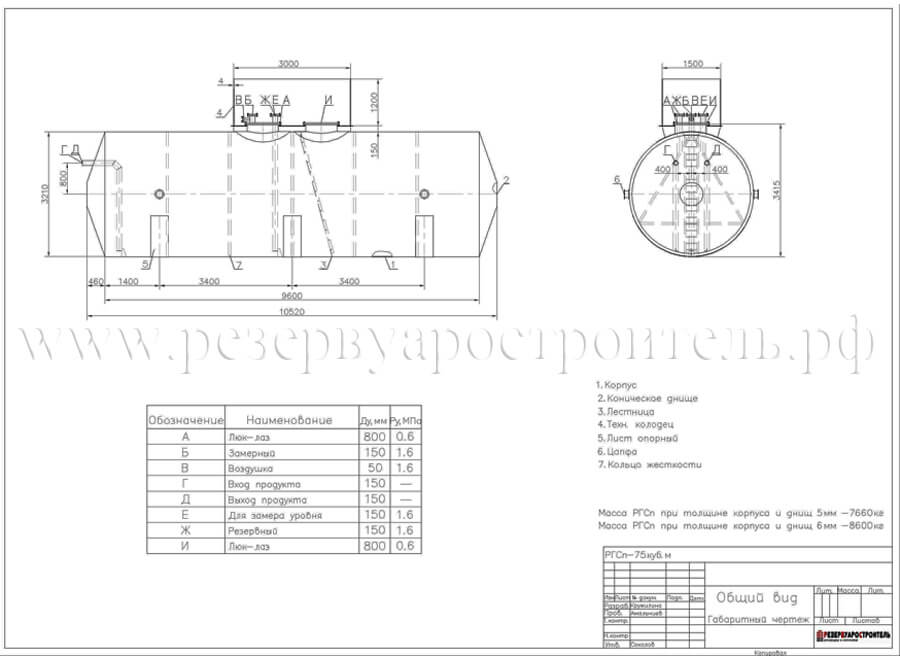 3000
1500
4
В Б Ж Е А И
А Ж Б В Е И
4
1200
150
Г Д
800
3210
2
Г Д
400 400
6
3415
5 7 3 1
460 1400 3400 3400
9600
10520
www.резервуаростроитель.рф
1. Корпус
2. Коническое днище
3. Лестница
4. Техн. колодец
5. Лист опорный
6. Цапфа
7. Кольцо жесткости
Обозначение Наименование Ду, мм Ру, МПа
А Люк-лаз 800 0.6
Б Замерный 150 1.6
В Воздушка 50 1.6
Г Вход продукта 150 —
Д Выход продукта 150 —
Е Для замера уровня 150 1.6
Ж Резервный 150 1.6
И Люк-лаз 800 0.6
Масса РГСп при толщине корпуса и днищ 5мм —7660кг
Масса РГСп при толщине корпуса и днищ 6мм —8600кг
РГСп-75куб.м
Изм Лист № докум. Подп. Дата
Разраб. Кружилина
Пров. Амальчиев
Т.контр.
Н.контр.
Утв. Соколов
Общий вид
Габаритный чертеж
Лит. Масса Лит.
Лист Листов
РЕЗЕРВУАРОСТРОИТЕЛЬ
Копировал